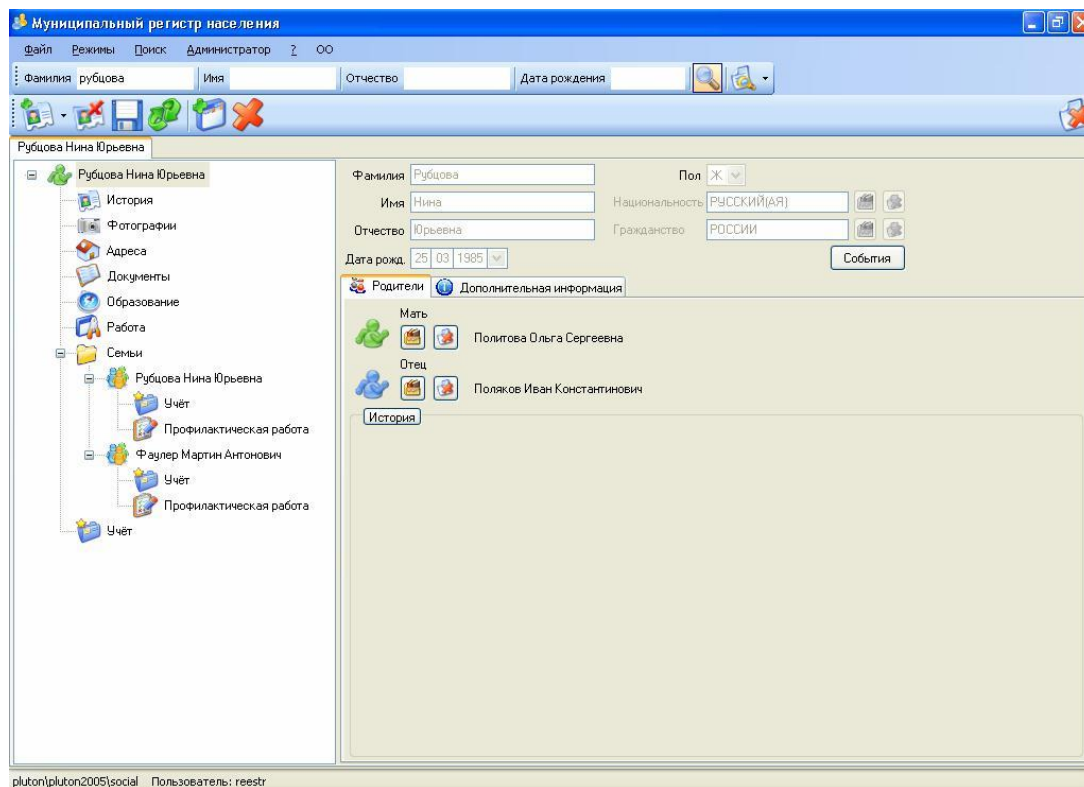 Муниципальный регистр населения
Файл Режимы Поиск Администратор ? ОО
Фамилия рубцова Имя Отчество Дата рождения
Рубцова Нина Юрьевна
Рубцова Нина Юрьевна
История
Фотографии
Адреса
Документы
Образование
Работа
Семьи
Рубцова Нина Юрьевна
Учёт
Профилактическая работа
Фаулер Мартин Антонович
Учёт
Профилактическая работа
Учёт
Фамилия Рубцова Пол Ж
Имя Нина Национальность РУССКИЙ(АЯ)
Отчество Юрьевна Гражданство РОССИИ
Дата рожд. 25 03 1985 События
Родители Дополнительная информация
Мать
Политова Ольга Сергеевна
Отец
Поляков Иван Константинович
История
pluton\pluton2005\social Пользователь: reestr